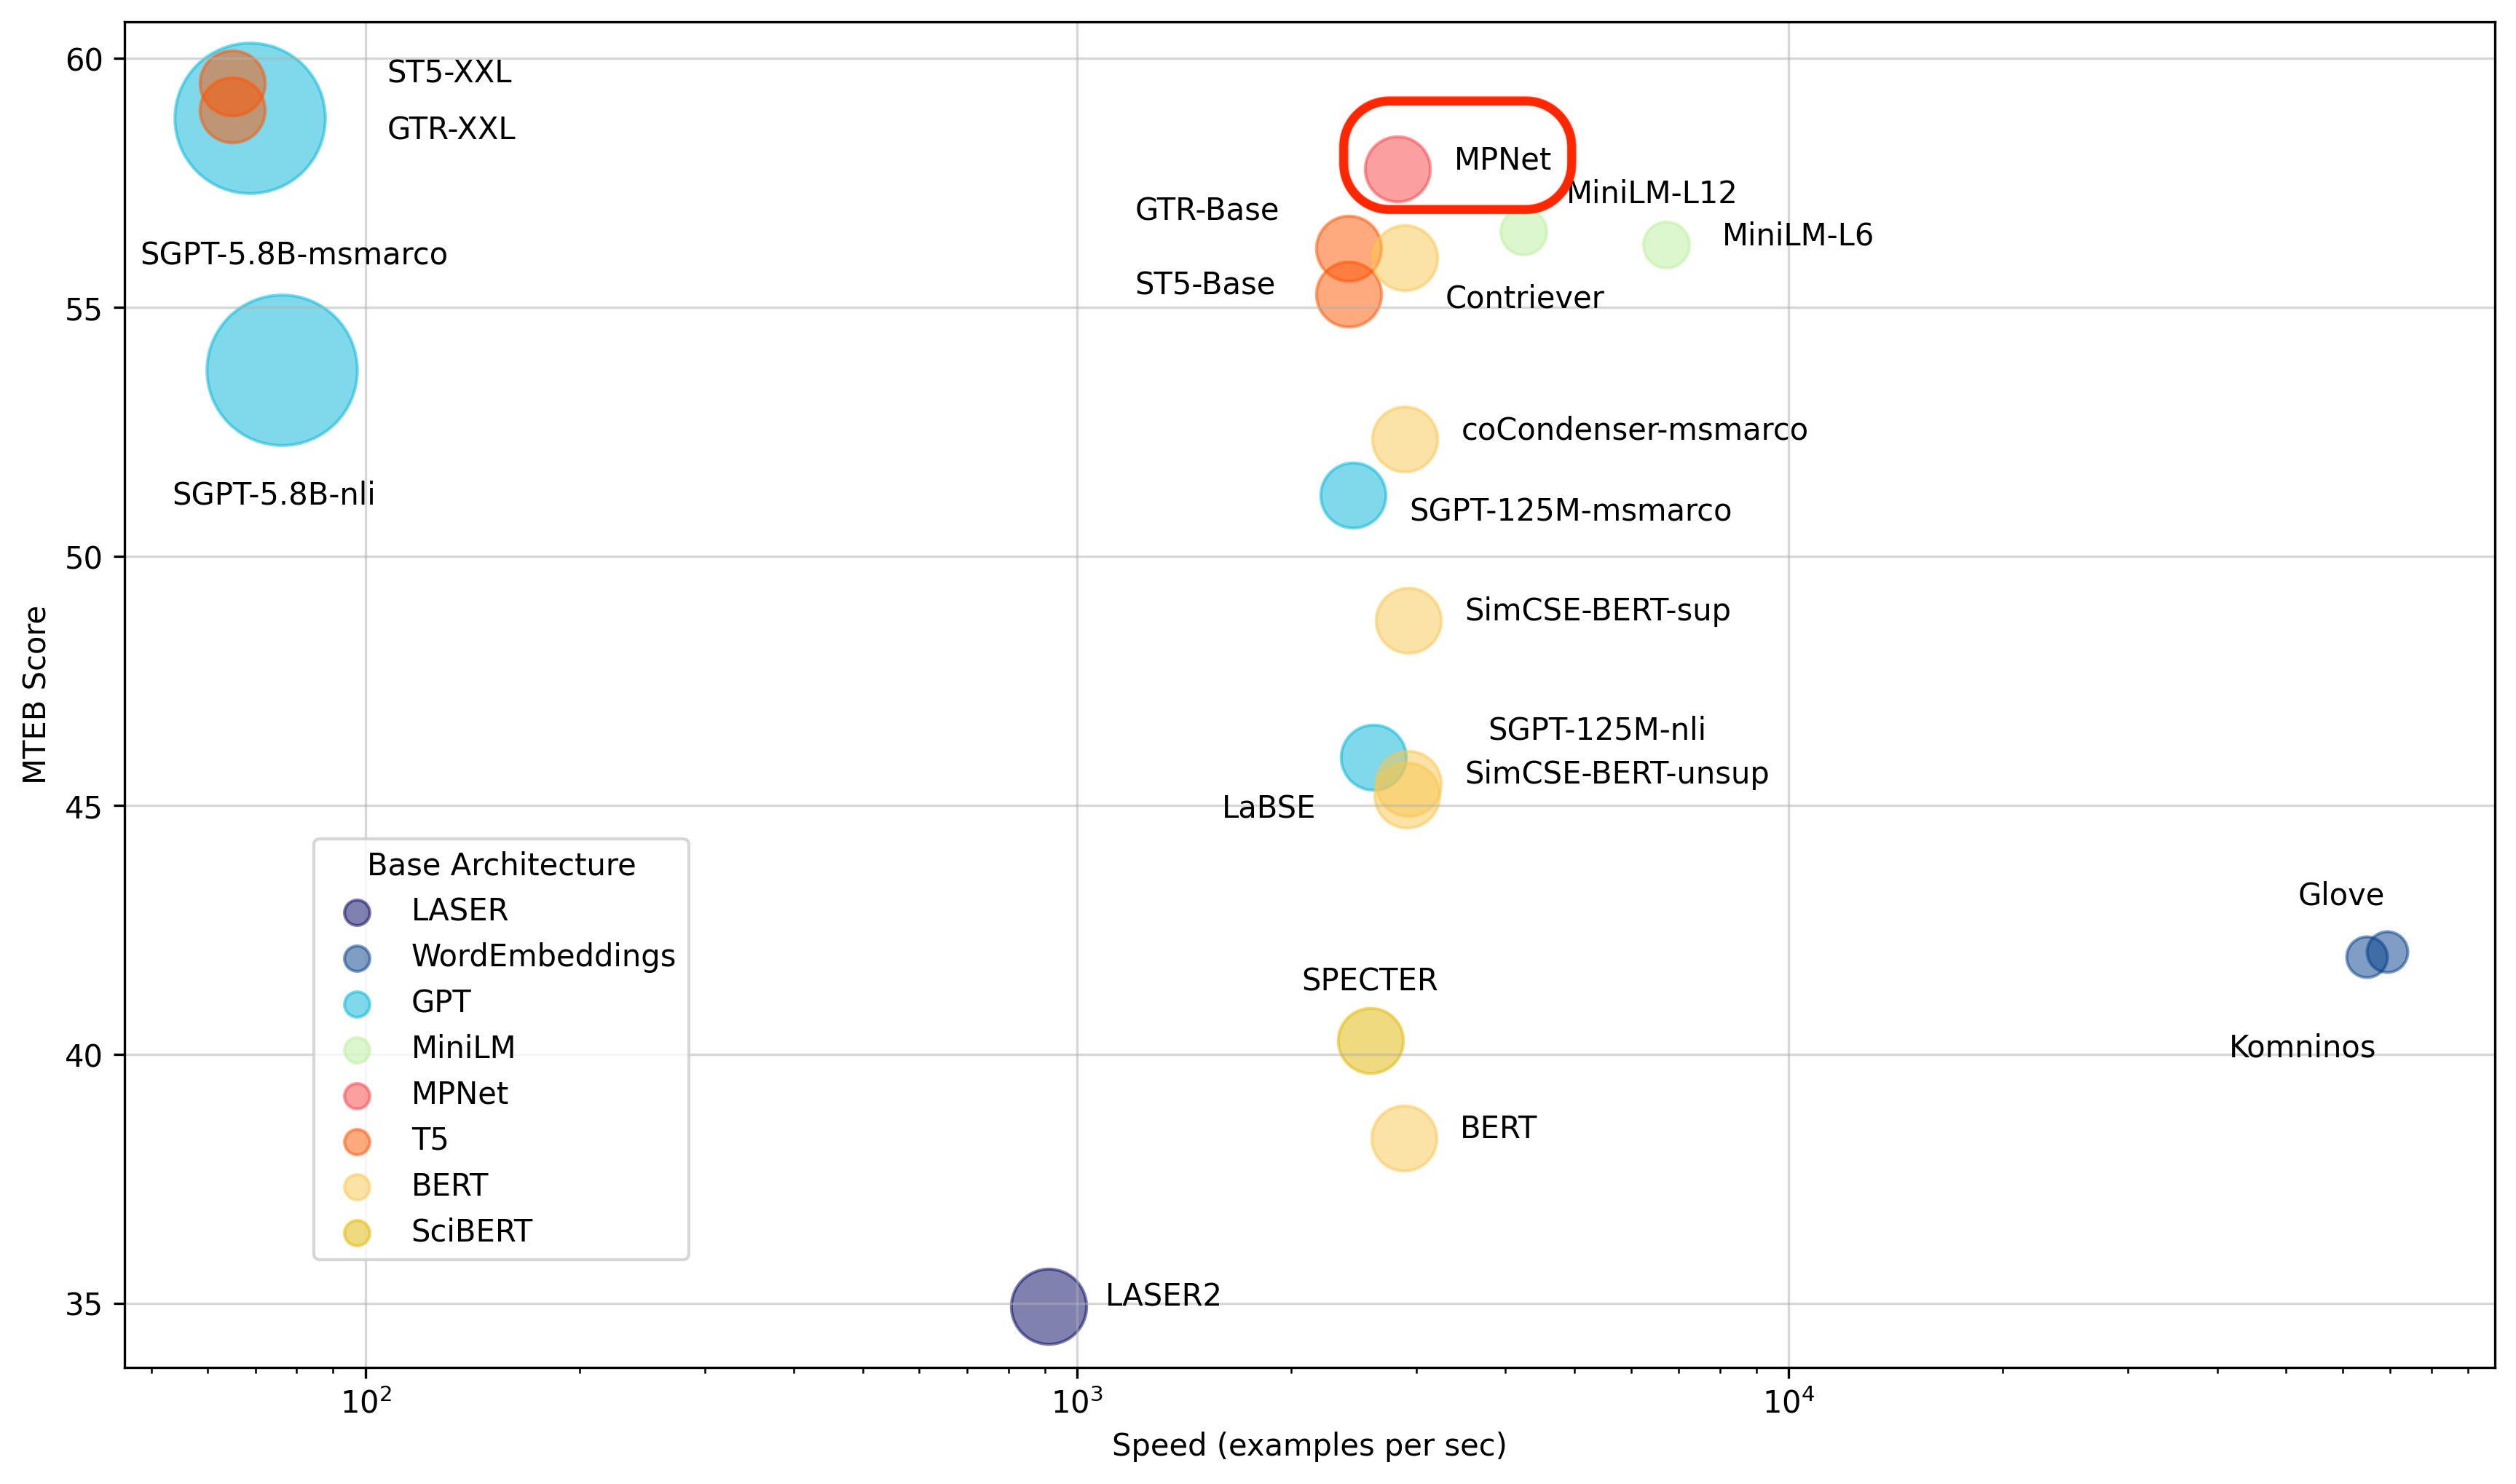 60
55
50
45
40
35
MTEB Score
ST5-XXL
GTR-XXL
SGPT-5.8B-msmarco
SGPT-5.8B-nli
MPNet
MiniLM-L12
MiniLM-L6
GTR-Base
ST5-Base
Contriever
coCondenser-msmarco
SGPT-125M-msmarco
SimCSE-BERT-sup
SGPT-125M-nli
SimCSE-BERT-unsup
LaBSE
Glove
Komninos
SPECTER
BERT
LASER2
Base Architecture
LASER
WordEmbeddings
GPT
MiniLM
MPNet
T5
BERT
SciBERT
10²
10³
10⁴
Speed (examples per sec)